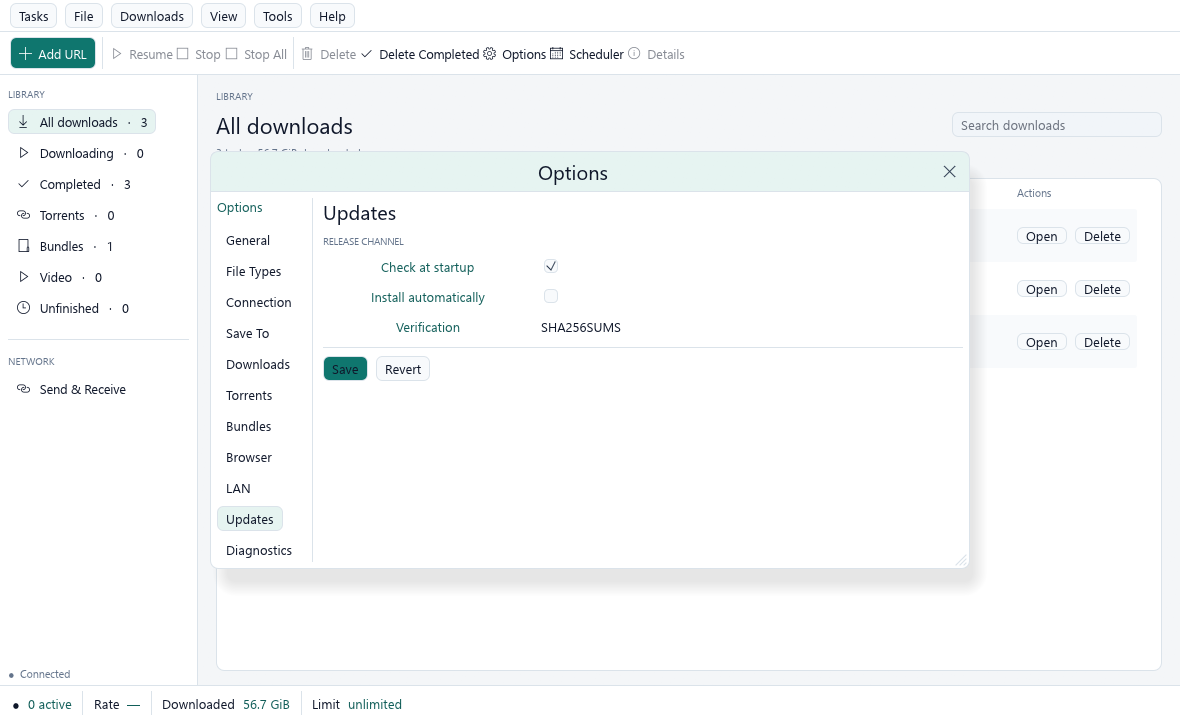 Tasks File Downloads View Tools Help
Add URL Resume Stop Stop All Delete Delete Completed Options Scheduler Details
LIBRARY
All downloads · 3
Downloading · 0
Completed · 3
Torrents · 0
Bundles · 1
Video · 0
Unfinished · 0
NETWORK
Send & Receive
Connected
LIBRARY
All downloads
Search downloads
Actions
Open Delete
Open Delete
Open Delete
Options
Options
General
File Types
Connection
Save To
Downloads
Torrents
Bundles
Browser
LAN
Updates
Diagnostics
Updates
RELEASE CHANNEL
Check at startup
Install automatically
Verification SHA256SUMS
Save Revert
0 active Rate — Downloaded 56.7 GiB Limit unlimited